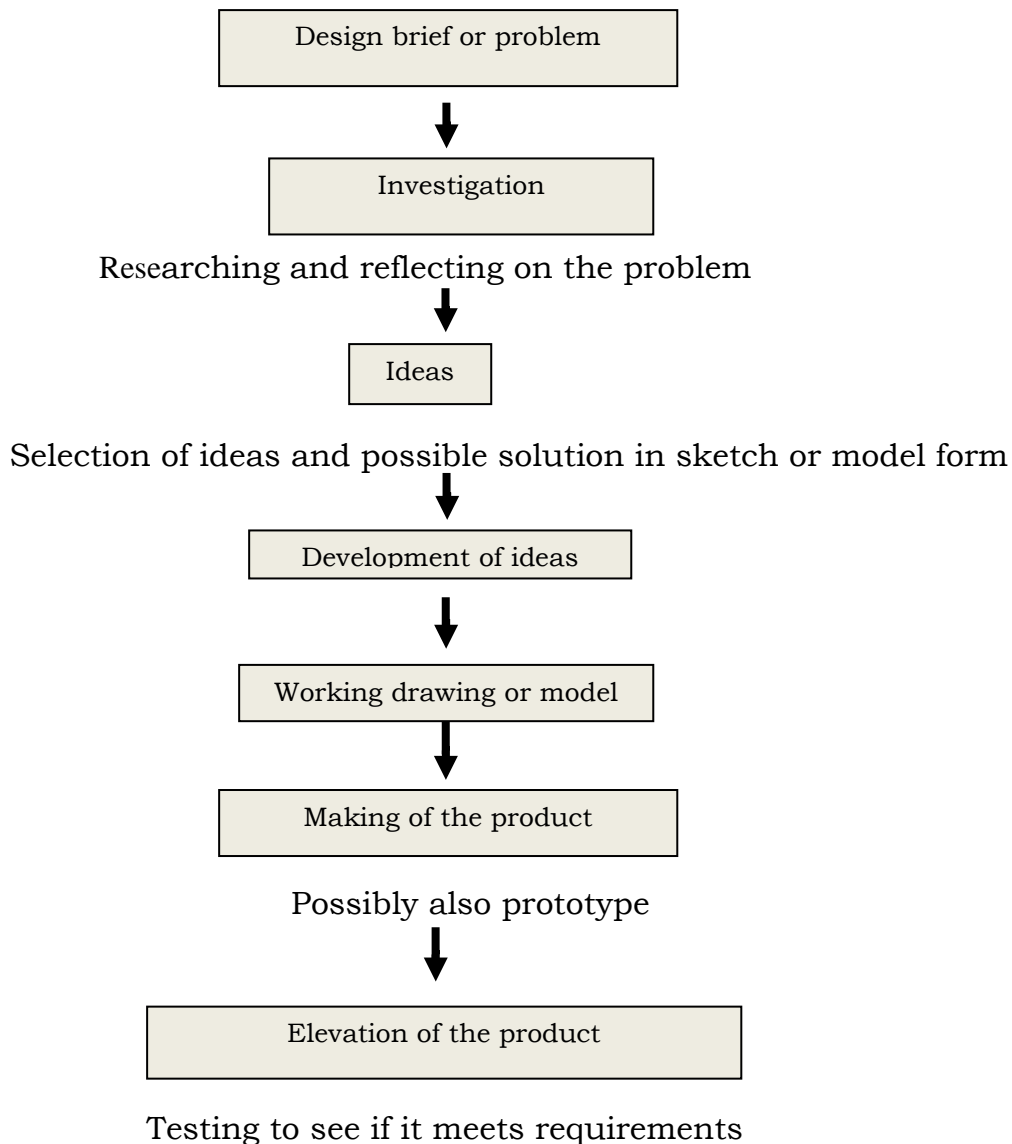 Design brief or problem
Investigation
Researching and reflecting on the problem
Ideas
Selection of ideas and possible solution in sketch or model form
Development of ideas
Working drawing or model
Making of the product
Possibly also prototype
Elevation of the product
Testing to see if it meets requirements